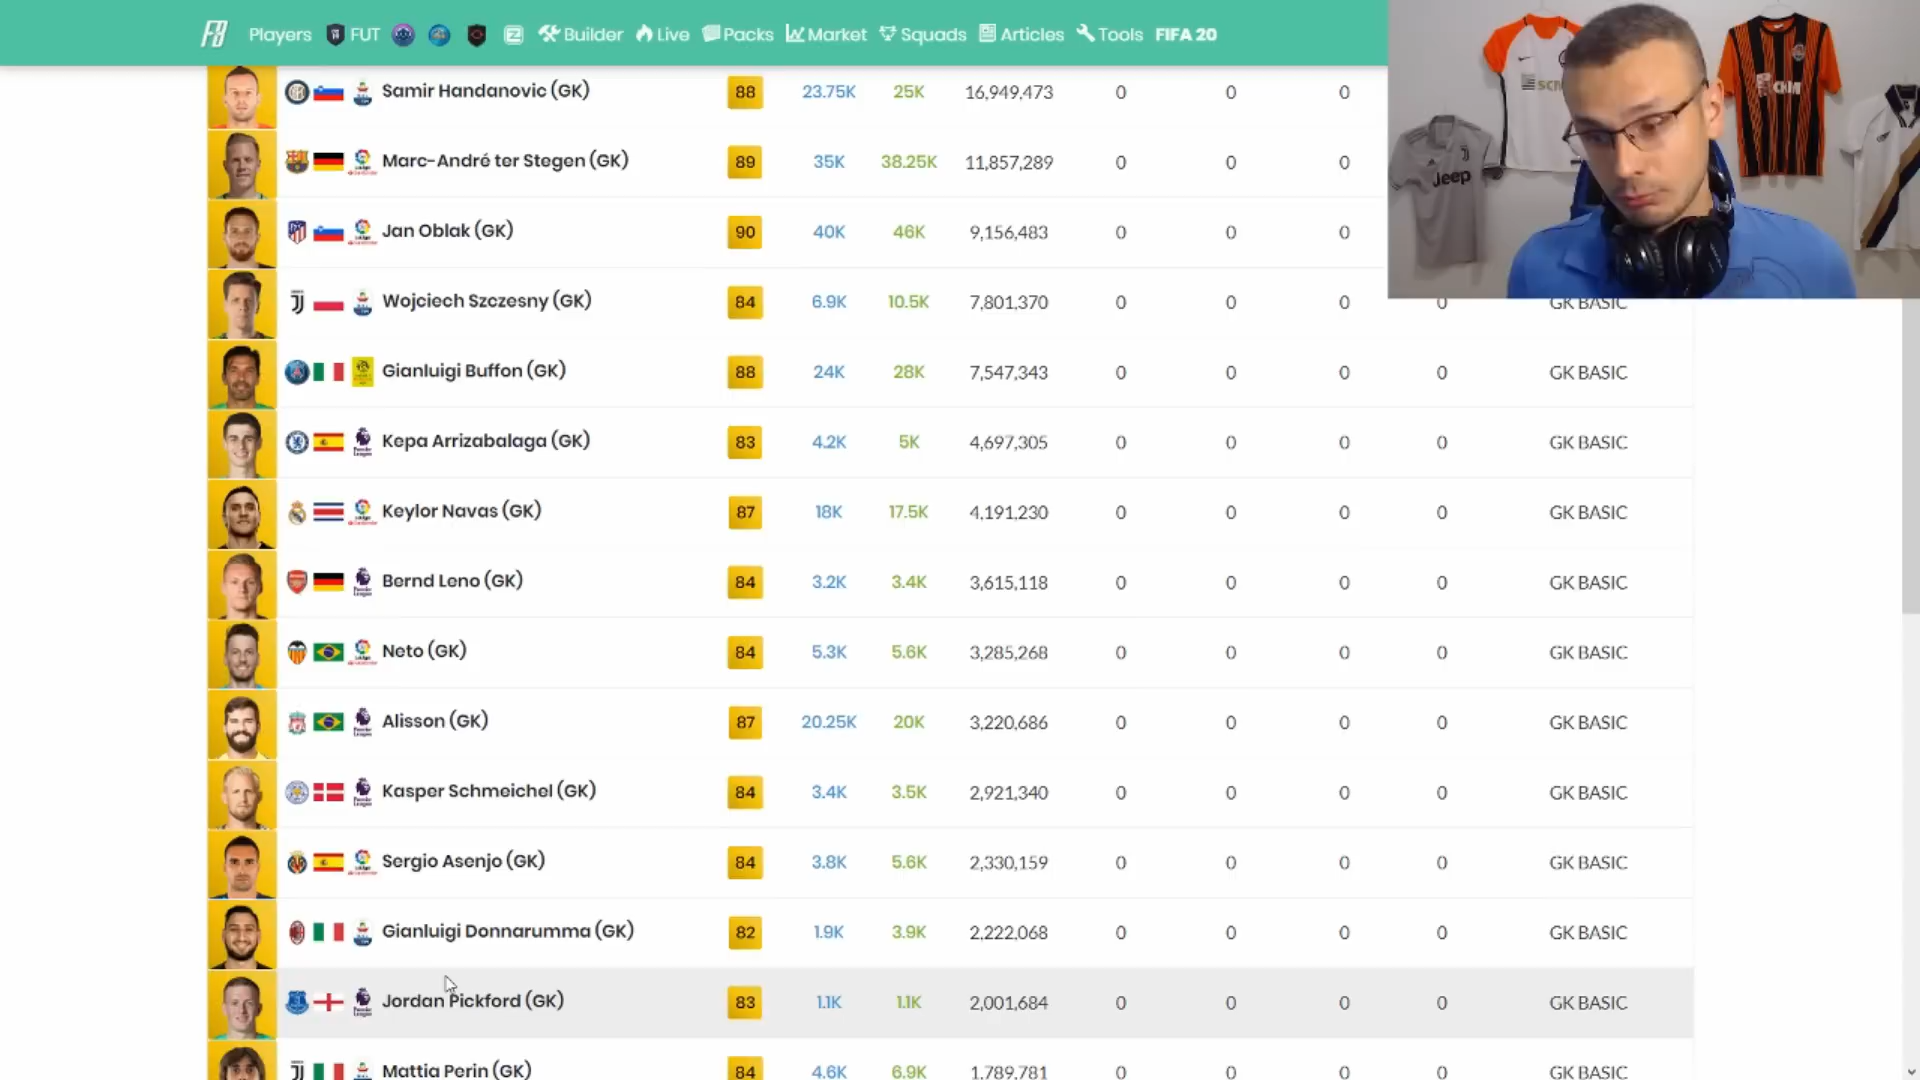 F8 Players FUT Builder Live Packs Market Squads Articles Tools FIFA 20
Samir Handanovic (GK) 88 23.75K 25K 16,949,473 0 0 0
Marc-André ter Stegen (GK) 89 35K 38.25K 11,857,289 0 0 0
Jan Oblak (GK) 90 40K 46K 9,156,483 0 0 0
Wojciech Szczesny (GK) 84 6.9K 10.5K 7,801,370 0 0 0 0 GK BASIC
Gianluigi Buffon (GK) 88 24K 28K 7,547,343 0 0 0 0 GK BASIC
Kepa Arrizabalaga (GK) 83 4.2K 5K 4,697,305 0 0 0 0 GK BASIC
Keylor Navas (GK) 87 18K 17.5K 4,191,230 0 0 0 0 GK BASIC
Bernd Leno (GK) 84 3.2K 3.4K 3,615,118 0 0 0 0 GK BASIC
Neto (GK) 84 5.3K 5.6K 3,285,268 0 0 0 0 GK BASIC
Alisson (GK) 87 20.25K 20K 3,220,686 0 0 0 0 GK BASIC
Kasper Schmeichel (GK) 84 3.4K 3.5K 2,921,340 0 0 0 0 GK BASIC
Sergio Asenjo (GK) 84 3.8K 5.6K 2,330,159 0 0 0 0 GK BASIC
Gianluigi Donnarumma (GK) 82 1.9K 3.9K 2,222,068 0 0 0 0 GK BASIC
Jordan Pickford (GK) 83 1.1K 1.1K 2,001,684 0 0 0 0 GK BASIC
Mattia Perin (GK) 84 4.6K 6.9K 1,789,781 0 0 0 0 GK BASIC
Jeep
SCM